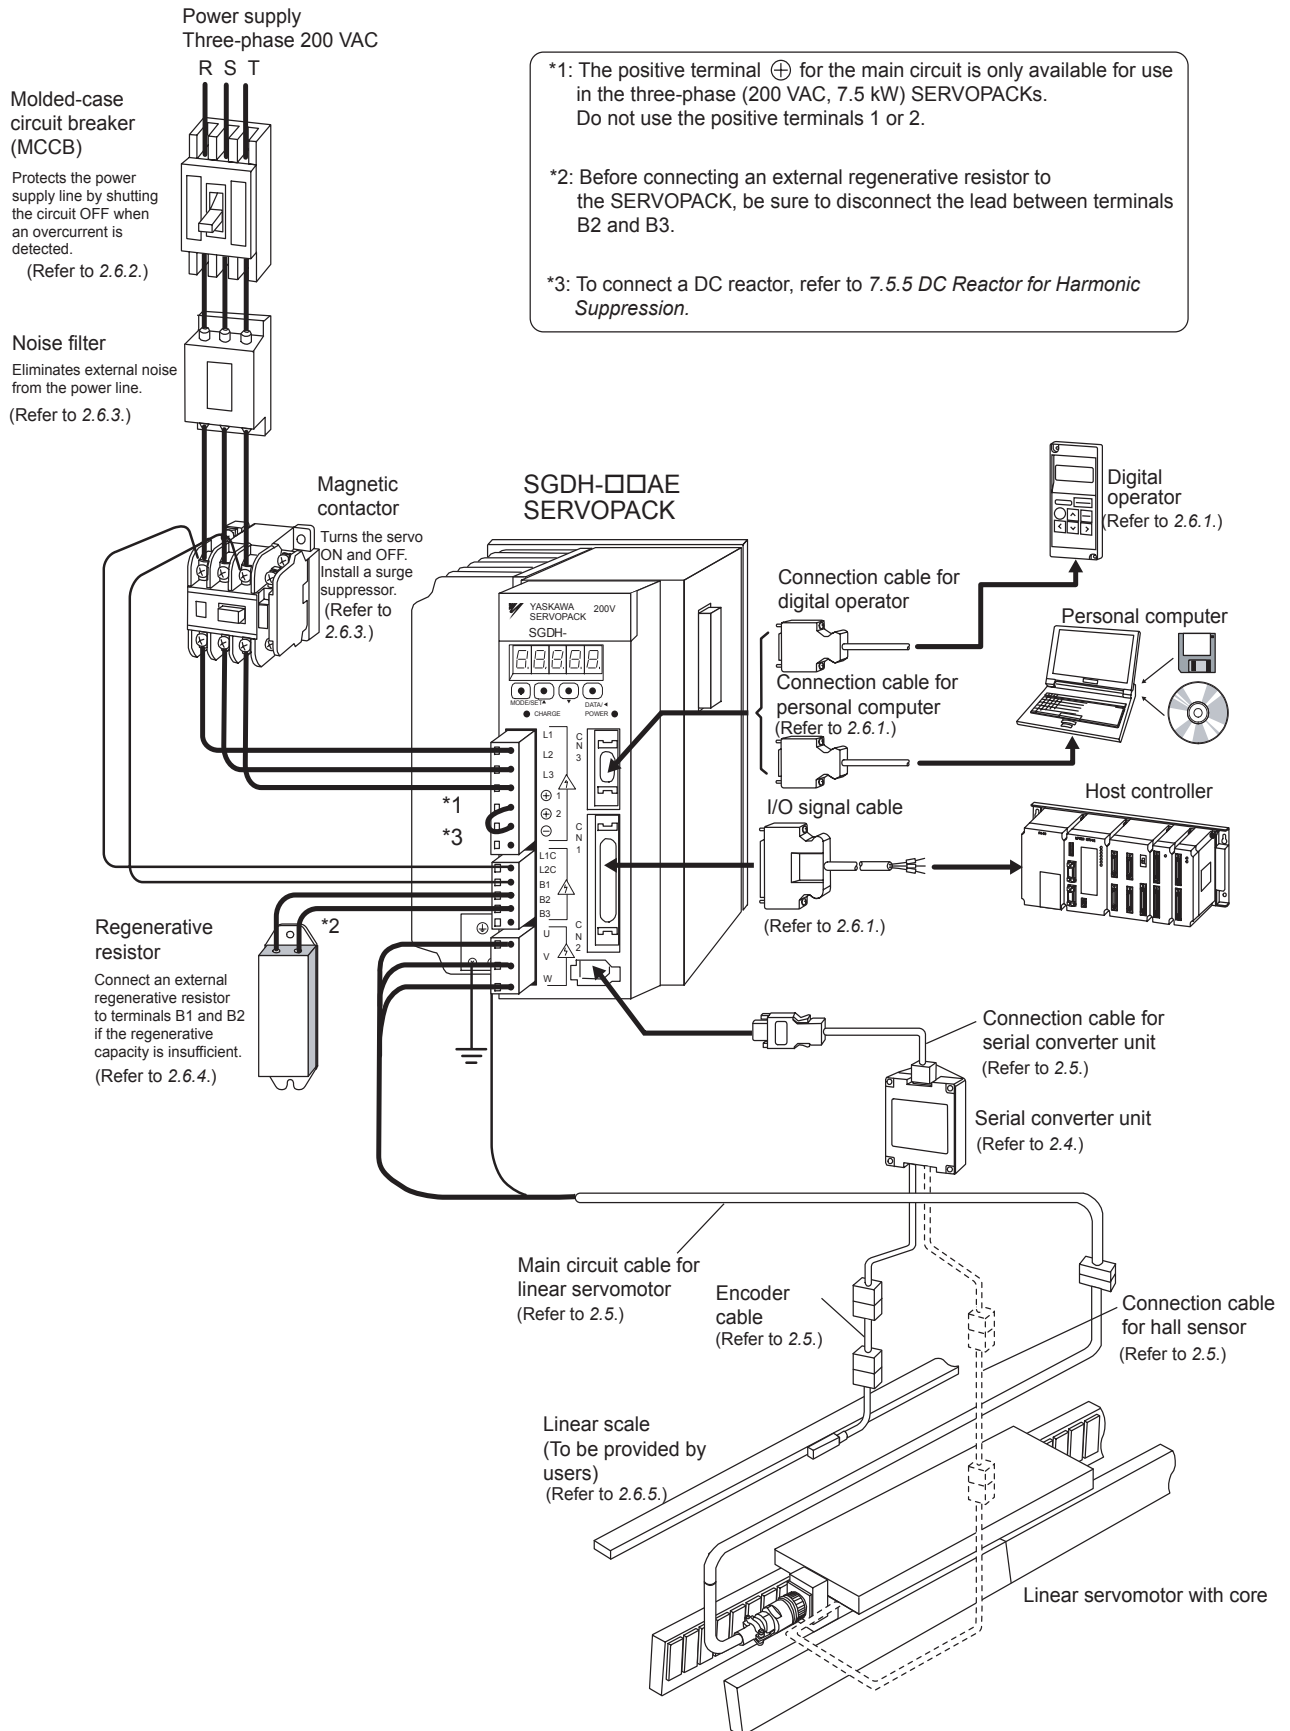 Power supply
Three-phase 200 VAC
R S T
Molded-case
circuit breaker
(MCCB)
Protects the power
supply line by shutting
the circuit OFF when
an overcurrent is
detected.
(Refer to 2.6.2.)
*1: The positive terminal ⊕ for the main circuit is only available for use
in the three-phase (200 VAC, 7.5 kW) SERVOPACKs.
Do not use the positive terminals 1 or 2.
*2: Before connecting an external regenerative resistor to
the SERVOPACK, be sure to disconnect the lead between terminals
B2 and B3.
*3: To connect a DC reactor, refer to 7.5.5 DC Reactor for Harmonic
Suppression.
Noise filter
Eliminates external noise
from the power line.
(Refer to 2.6.3.)
Magnetic
contactor
Turns the servo
ON and OFF.
Install a surge
suppressor.
(Refer to
2.6.3.)
SGDH-□□AE
SERVOPACK
YASKAWA
SERVOPACK
200V
SGDH-
8.8.8.8.8.
MODE/SET▲
▼
DATA/◀
CHARGE
POWER
L1
L2
L3
⊕ 1
⊕ 2
⊖
L1C
L2C
B1
B2
B3
U
V
W
C
N
3
C
N
1
C
N
2
*1
*3
Digital
operator
(Refer to 2.6.1.)
Connection cable for
digital operator
Personal computer
Connection cable for
personal computer
(Refer to 2.6.1.)
I/O signal cable
(Refer to 2.6.1.)
Host controller
Regenerative
resistor
*2
Connect an external
regenerative resistor
to terminals B1 and B2
if the regenerative
capacity is insufficient.
(Refer to 2.6.4.)
Connection cable for
serial converter unit
(Refer to 2.5.)
Serial converter unit
(Refer to 2.4.)
Main circuit cable for
linear servomotor
(Refer to 2.5.)
Encoder
cable
(Refer to 2.5.)
Connection cable
for hall sensor
(Refer to 2.5.)
Linear scale
(To be provided by
users)
(Refer to 2.6.5.)
Linear servomotor with core